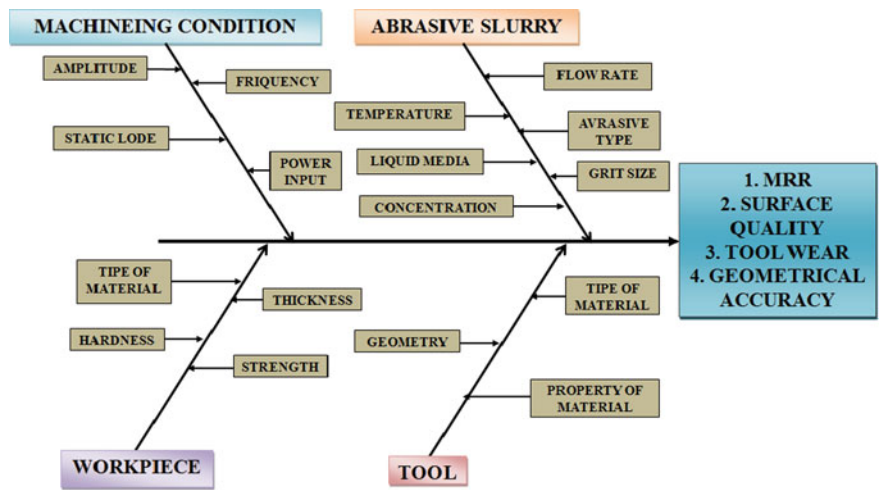 MACHINEING CONDITION
ABRASIVE SLURRY
AMPLITUDE
FRIQUENCY
STATIC LODE
POWER
INPUT
FLOW RATE
TEMPERATURE
AVRASIVE
TYPE
LIQUID MEDIA
GRIT SIZE
CONCENTRATION
1. MRR
2. SURFACE
QUALITY
3. TOOL WEAR
4. GEOMETRICAL
ACCURACY
TIPE OF
MATERIAL
THICKNESS
HARDNESS
STRENGTH
TIPE OF
MATERIAL
GEOMETRY
PROPERTY OF
MATERIAL
WORKPIECE
TOOL